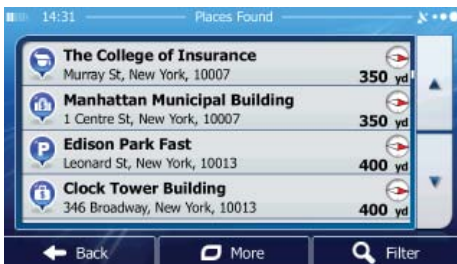 14:31 Places Found
The College of Insurance
Murray St, New York, 10007 350 yd
Manhattan Municipal Building
1 Centre St, New York, 10007 350 yd
Edison Park Fast
Leonard St, New York, 10013 400 yd
Clock Tower Building
346 Broadway, New York, 10013 400 yd
Back More Filter